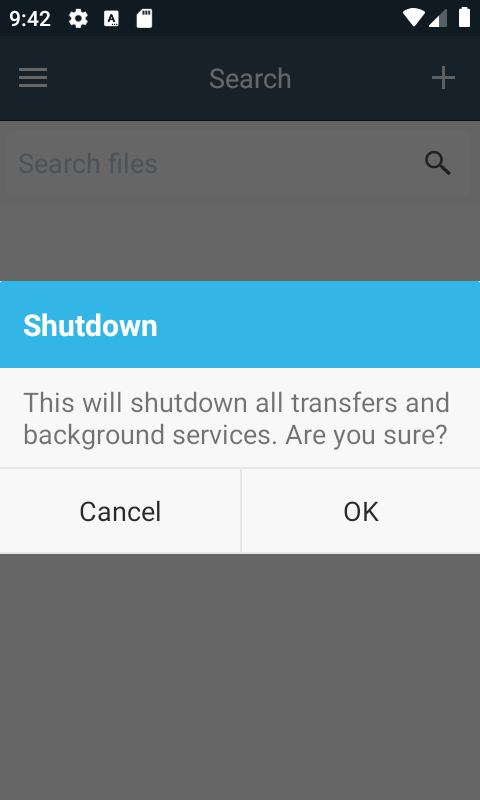 9:42
Search
Search files
Shutdown
This will shutdown all transfers and
background services. Are you sure?
Cancel
OK